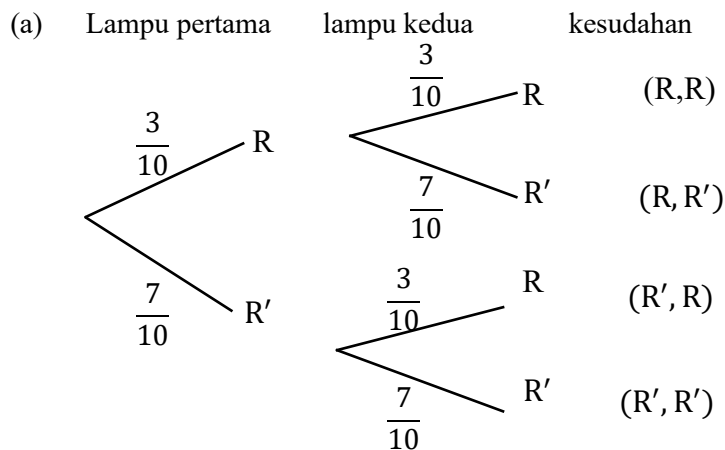 (a) Lampu pertama lampu kedua kesudahan
3/10 R (R,R)
3/10 R
7/10 R′ (R, R′)
3/10 R (R′, R)
7/10 R′
7/10 R′ (R′, R′)